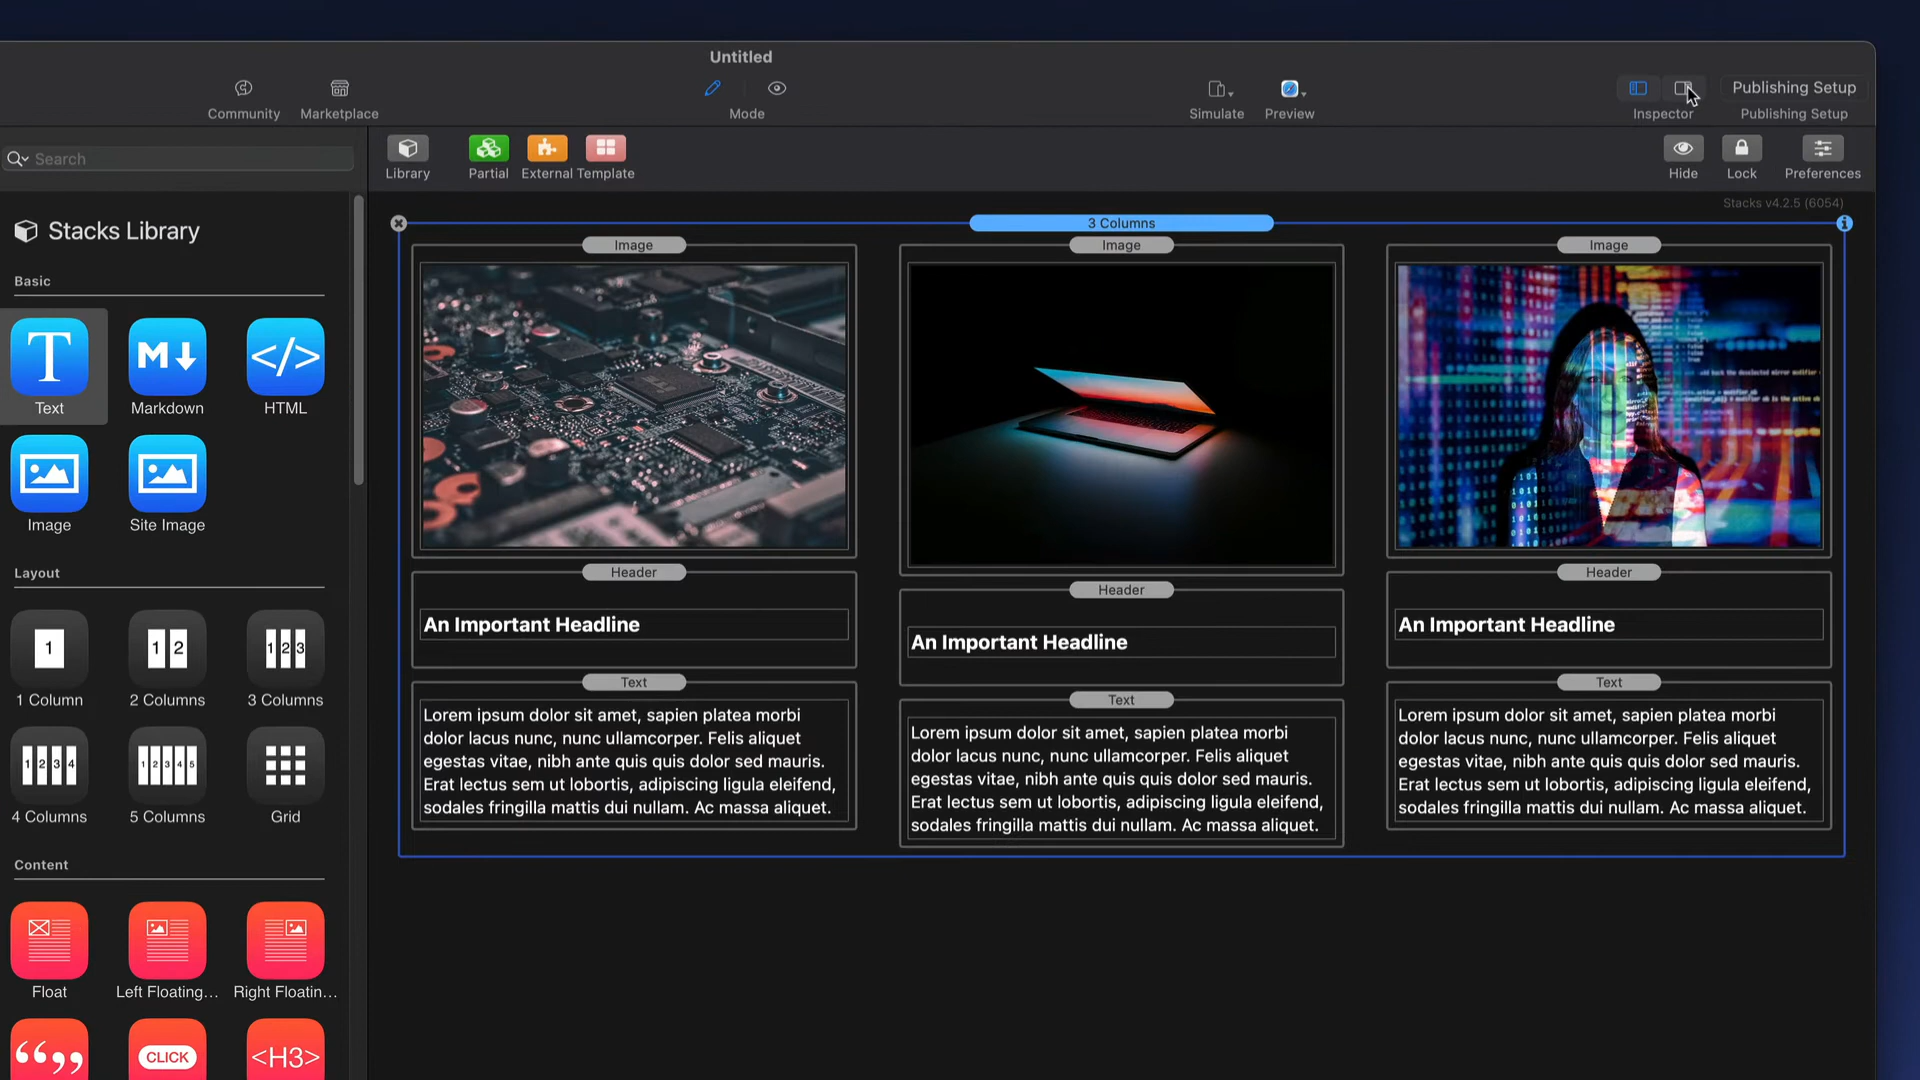 Untitled
Community
Marketplace
Mode
Simulate
Preview
Inspector
Publishing Setup
Publishing Setup
Search
Library
Partial
External
Template
Hide
Lock
Preferences
Stacks v4.2.5 (6054)
Stacks Library
Basic
T
Text
M
Markdown
</>
HTML
Image
Site Image
Layout
1
1 Column
1 2
2 Columns
1 2 3
3 Columns
1 2 3 4
4 Columns
1 2 3 4 5
5 Columns
Grid
Content
Float
Left Floating...
Right Floatin...
“,,
CLICK
<H3>
3 Columns
Image
Header
An Important Headline
Text
Lorem ipsum dolor sit amet, sapien platea morbi
dolor lacus nunc, nunc ullamcorper. Felis aliquet
egestas vitae, nibh ante quis quis dolor sed mauris.
Erat lectus sem ut lobortis, adipiscing ligula eleifend,
sodales fringilla mattis dui nullam. Ac massa aliquet.
Image
Header
An Important Headline
Text
Lorem ipsum dolor sit amet, sapien platea morbi
dolor lacus nunc, nunc ullamcorper. Felis aliquet
egestas vitae, nibh ante quis quis dolor sed mauris.
Erat lectus sem ut lobortis, adipiscing ligula eleifend,
sodales fringilla mattis dui nullam. Ac massa aliquet.
Image
Header
An Important Headline
Text
Lorem ipsum dolor sit amet, sapien platea morbi
dolor lacus nunc, nunc ullamcorper. Felis aliquet
egestas vitae, nibh ante quis quis dolor sed mauris.
Erat lectus sem ut lobortis, adipiscing ligula eleifend,
sodales fringilla mattis dui nullam. Ac massa aliquet.